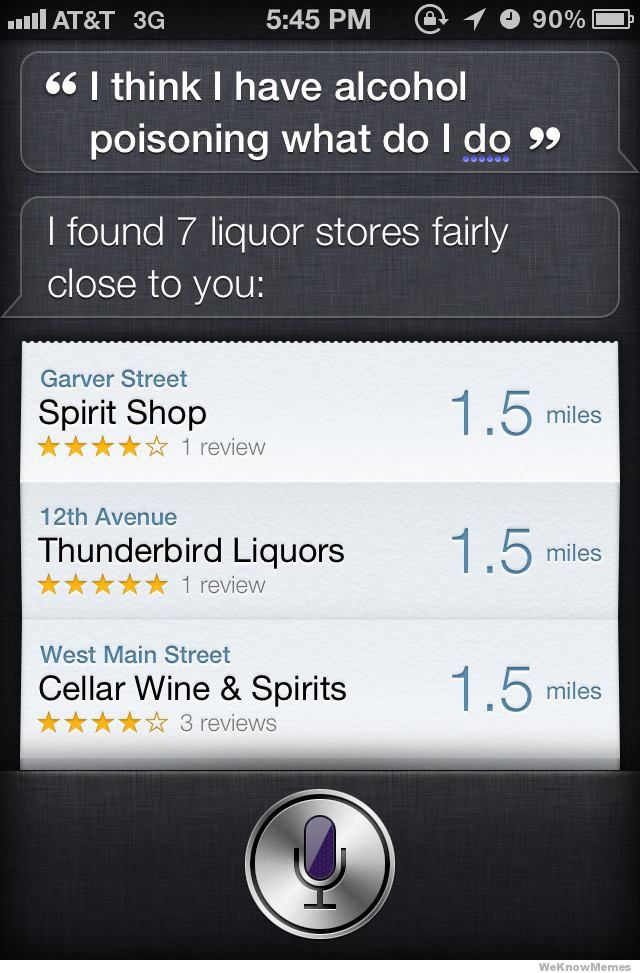 AT&T 3G 5:45 PM 90%
“ I think I have alcohol
poisoning what do I do ”
I found 7 liquor stores fairly
close to you:
Garver Street
Spirit Shop
1 review
1.5 miles
12th Avenue
Thunderbird Liquors
1 review
1.5 miles
West Main Street
Cellar Wine & Spirits
3 reviews
1.5 miles
WeKnowMemes